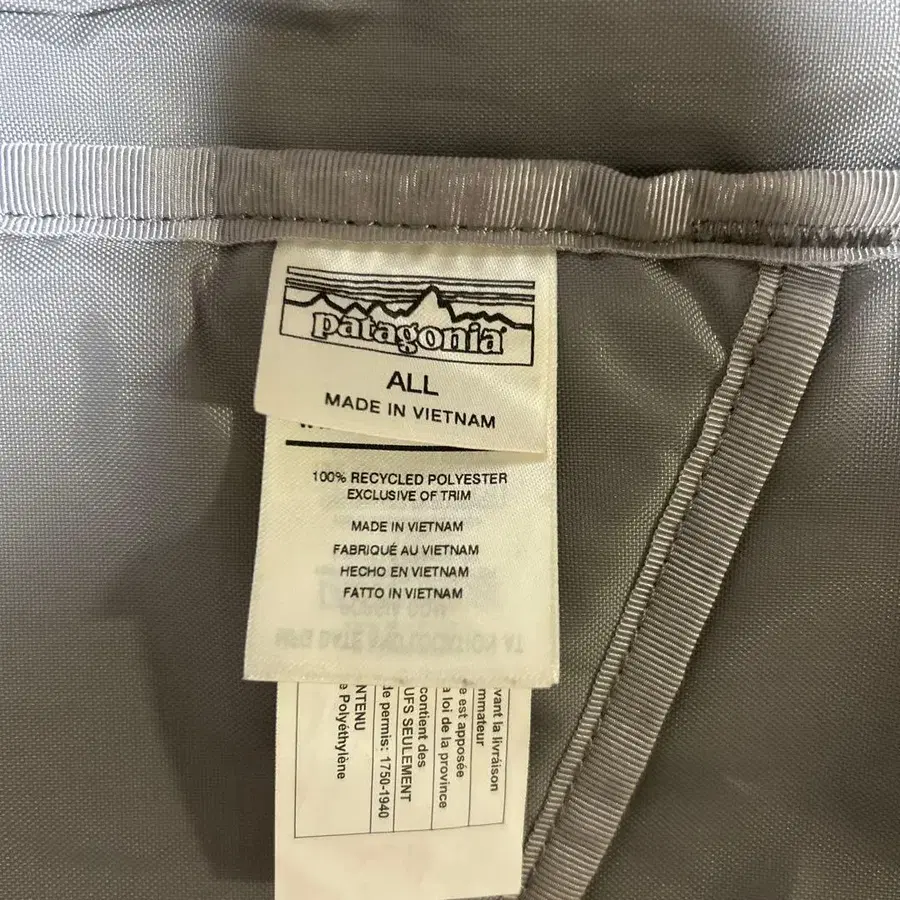 patagonia
ALL
MADE IN VIETNAM
100% RECYCLED POLYESTER
EXCLUSIVE OF TRIM
MADE IN VIETNAM
FABRIQUÉ AU VIETNAM
HECHO EN VIETNAM
FATTO IN VIETNAM
vant la livraison
mmateur
e est apposée
a loi de la province
contient des
UFS SEULEMENT
de permis: 1750-1940
NTENU
e Polyéthylène